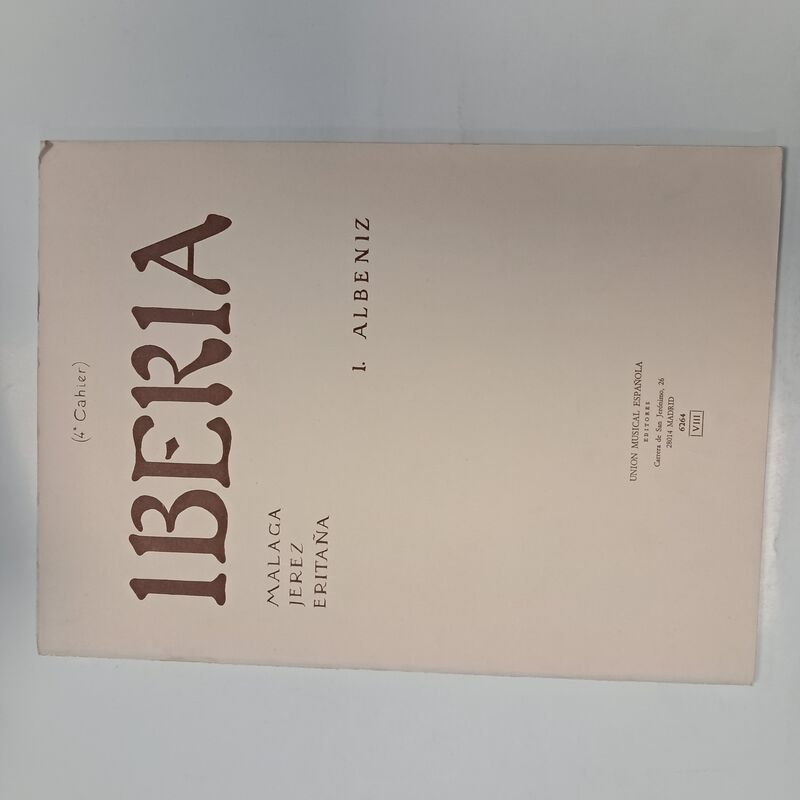 (4º Cahier)
IBERIA
MALAGA
JEREZ
ERITAÑA
I. ALBENIZ
UNION MUSICAL ESPAÑOLA
EDITORES
Carrera de San Jerónimo, 26
28014 MADRID
6264
VIII